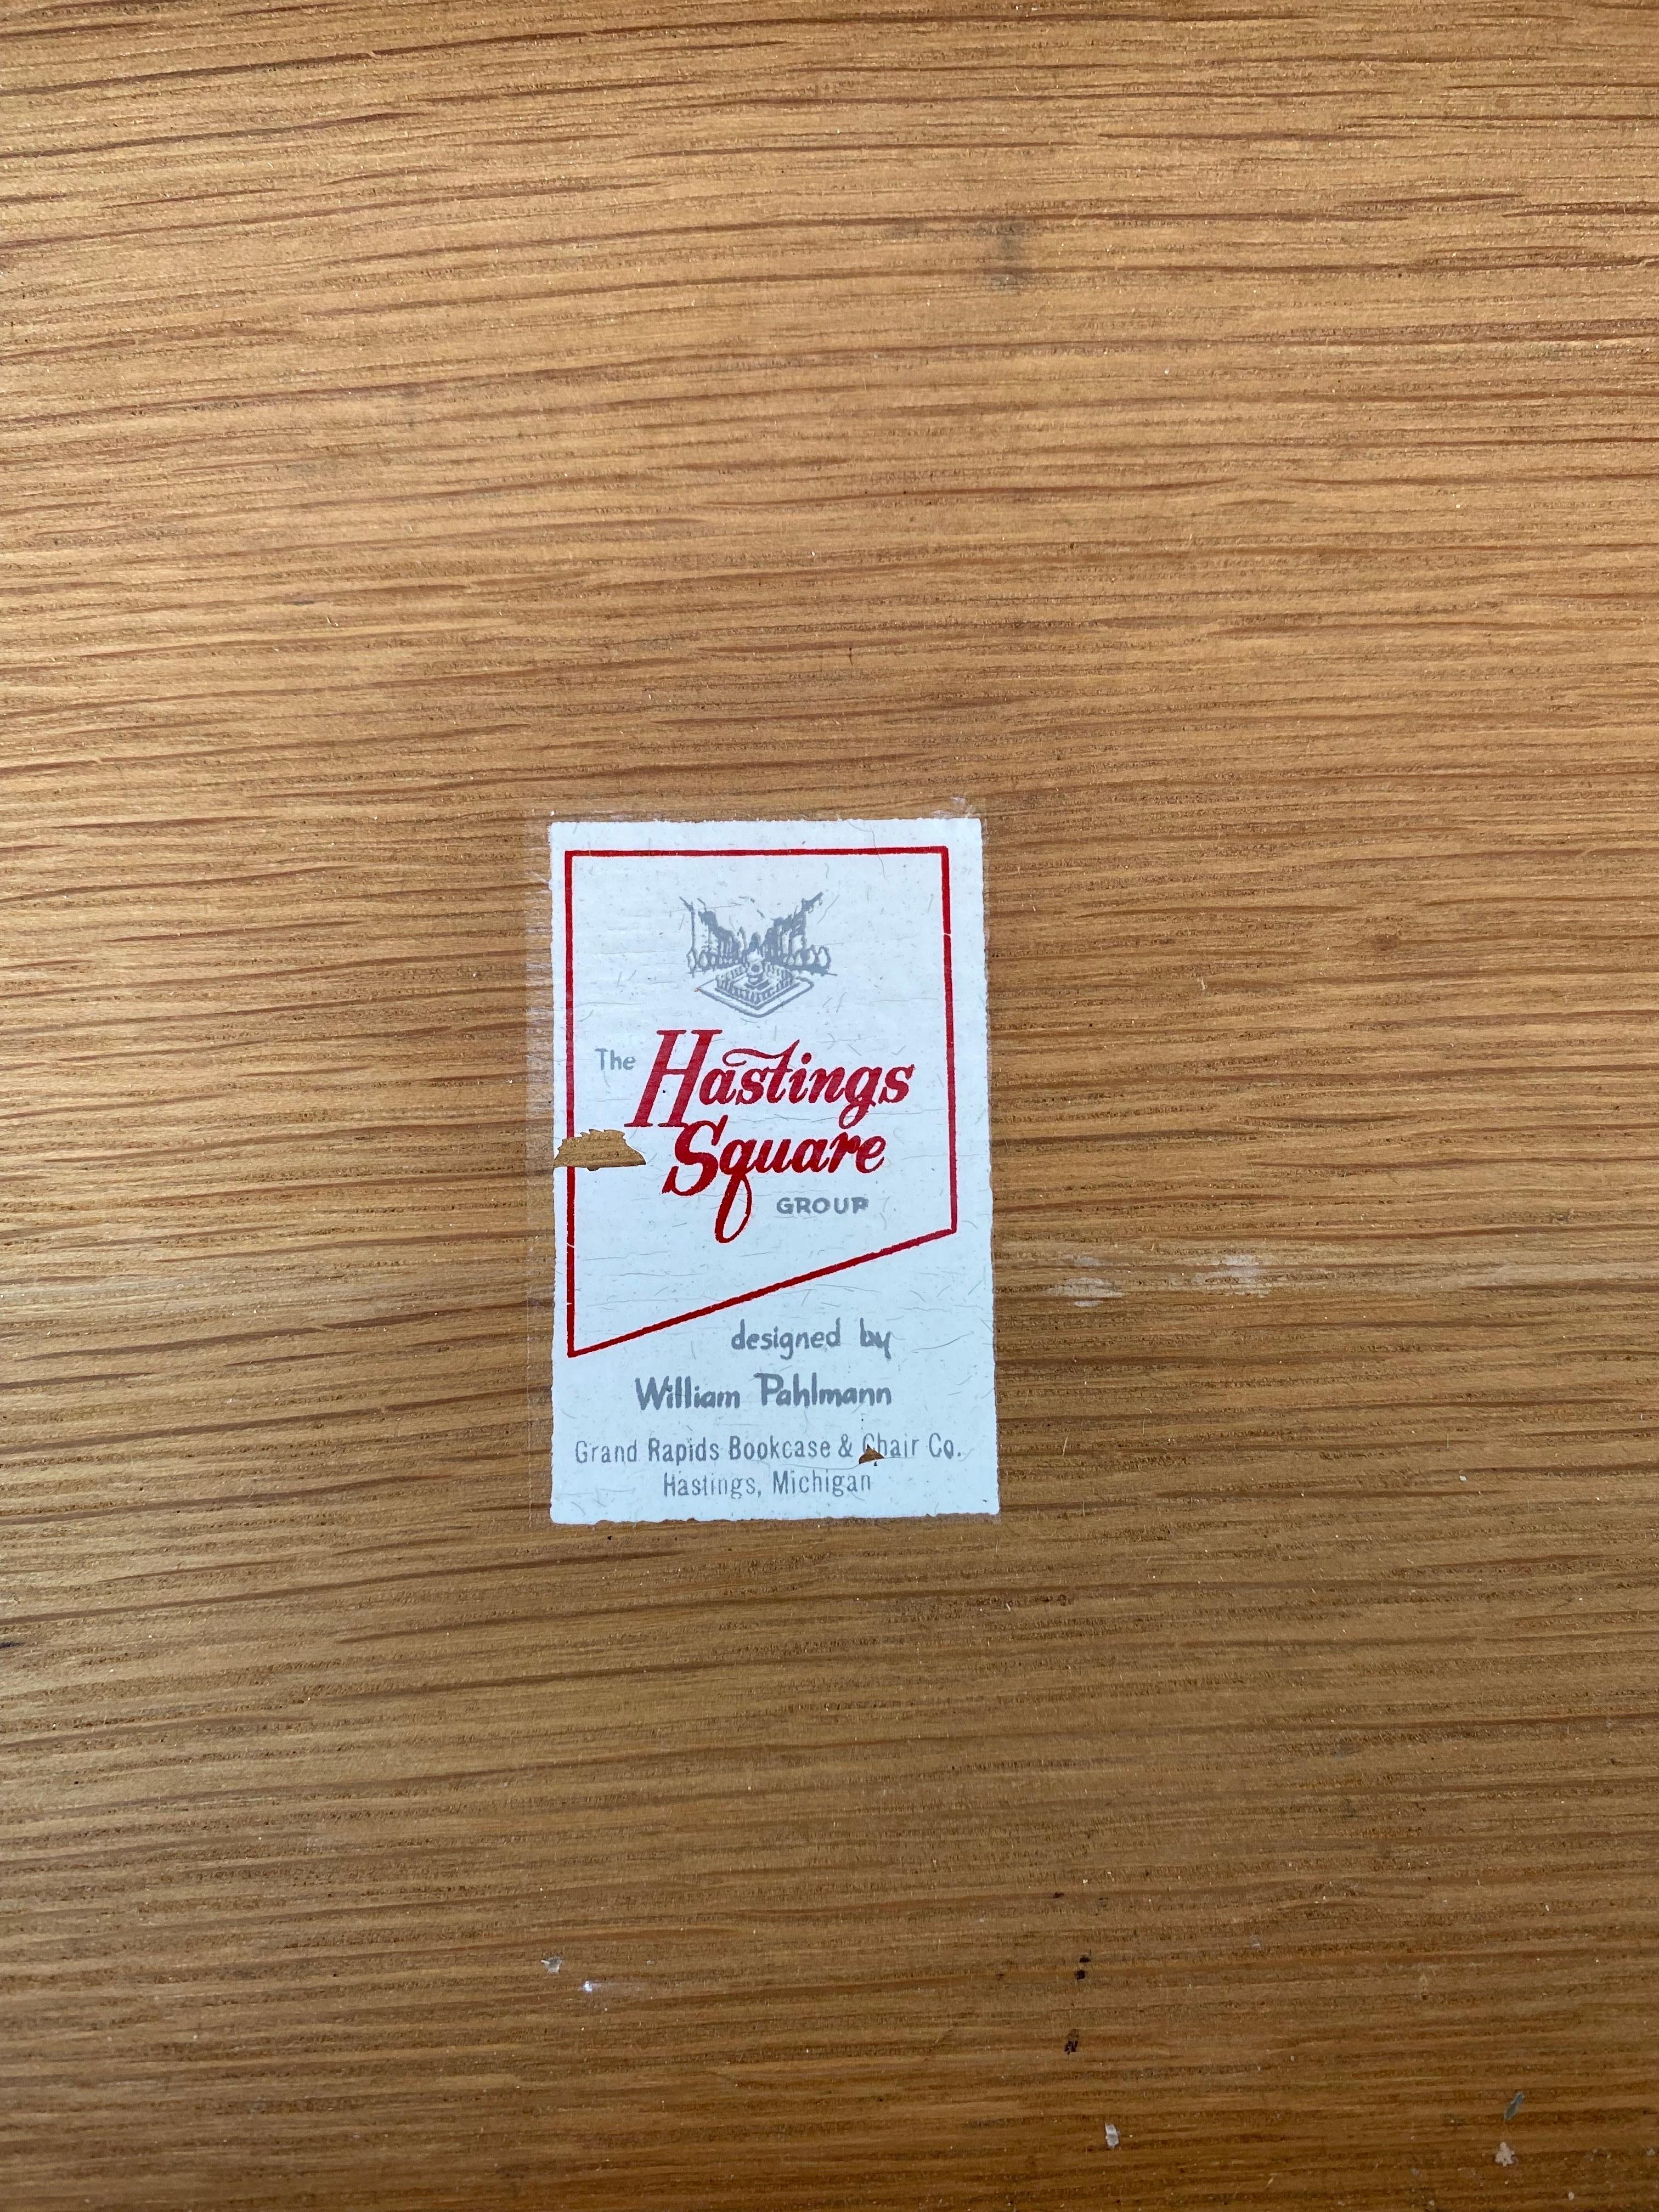 The Hastings
Square
GROUP
designed by
William Pahlmann
Grand Rapids Bookcase & Chair Co.
Hastings, Michigan